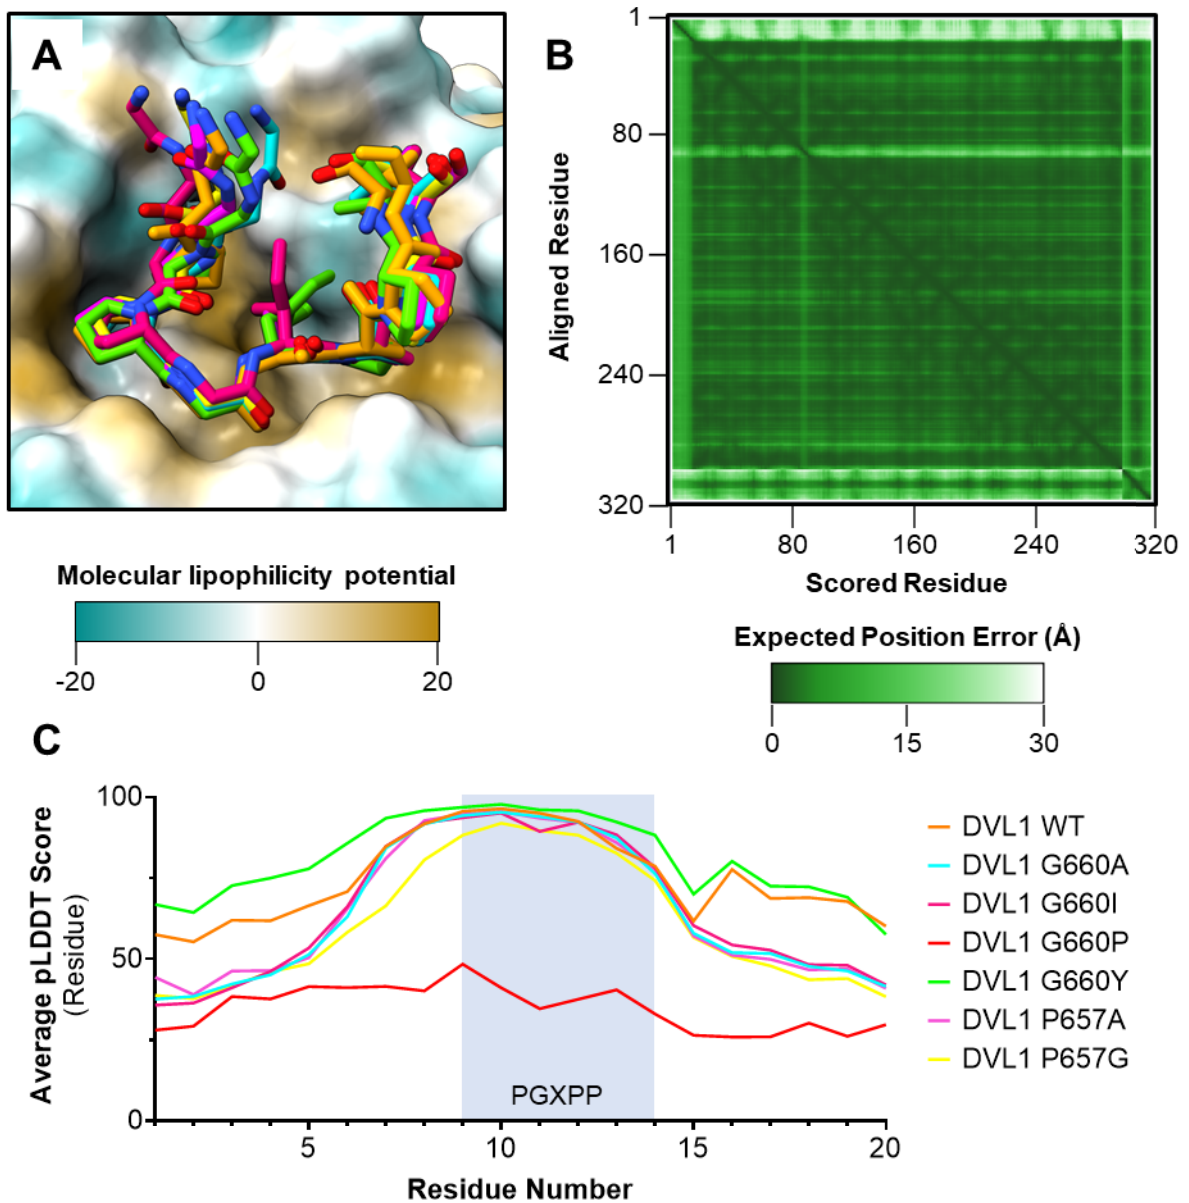 A
B
1
80
160
240
320
Aligned Residue
1 80 160 240 320
Scored Residue
Molecular lipophilicity potential
-20 0 20
Expected Position Error (Å)
0 15 30
C
Average pLDDT Score
(Residue)
100
50
0
PGXPP
5 10 15 20
Residue Number
DVL1 WT
DVL1 G660A
DVL1 G660I
DVL1 G660P
DVL1 G660Y
DVL1 P657A
DVL1 P657G